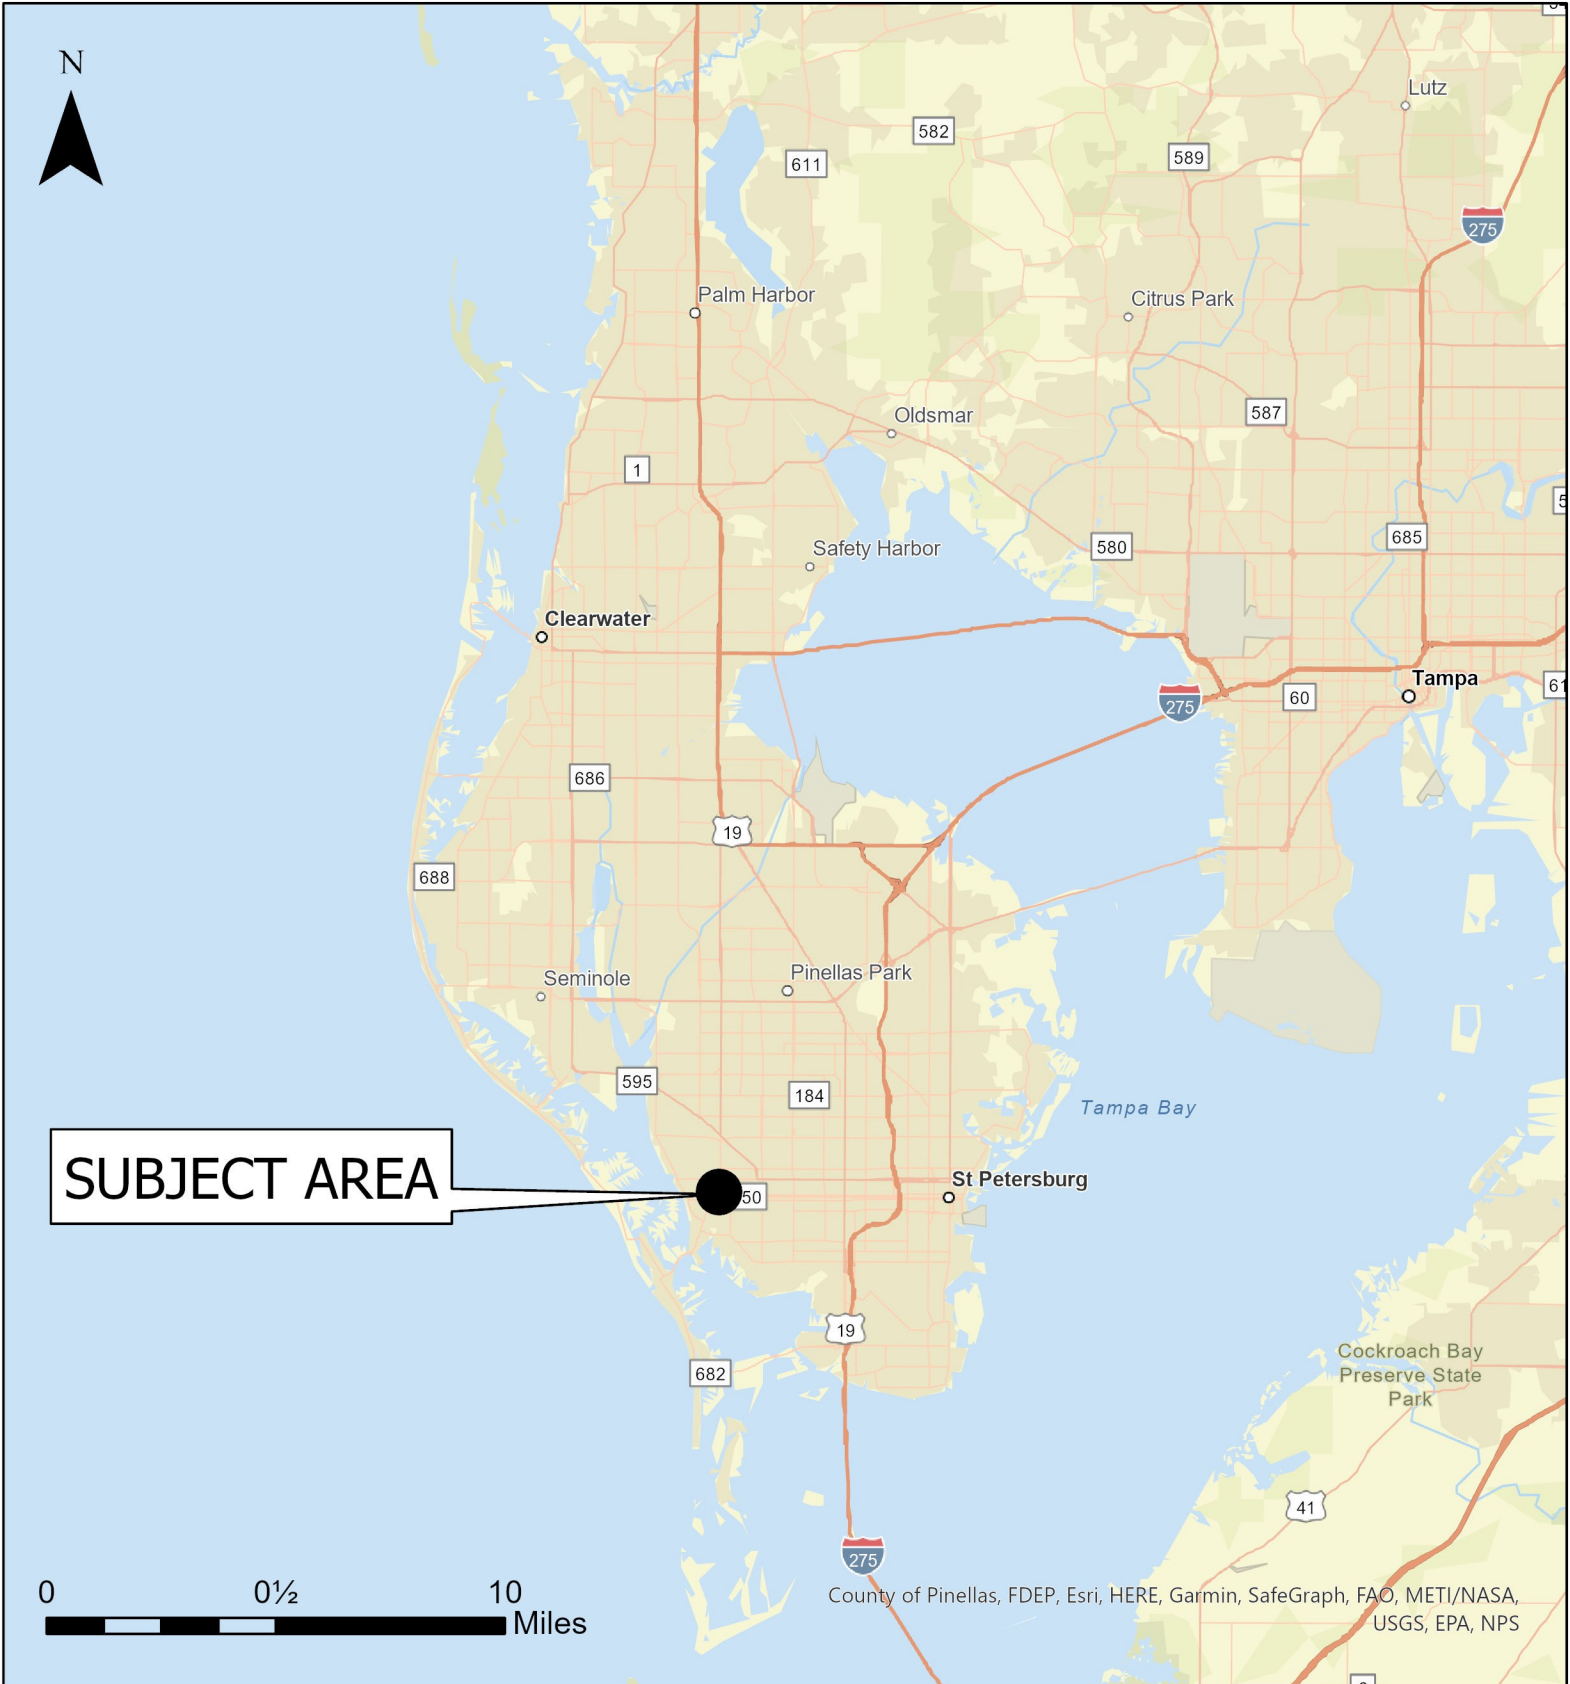 N
Lutz
582
611
589
275
Palm Harbor
Citrus Park
Oldsmar
587
1
685
Safety Harbor
580
Clearwater
Tampa
275
60
61
686
19
688
Seminole
Pinellas Park
595
184
Tampa Bay
SUBJECT AREA
50
St Petersburg
19
682
Cockroach Bay
Preserve State
Park
41
275
0 0½ 10
Miles
County of Pinellas, FDEP, Esri, HERE, Garmin, SafeGraph, FAO, METI/NASA,
USGS, EPA, NPS